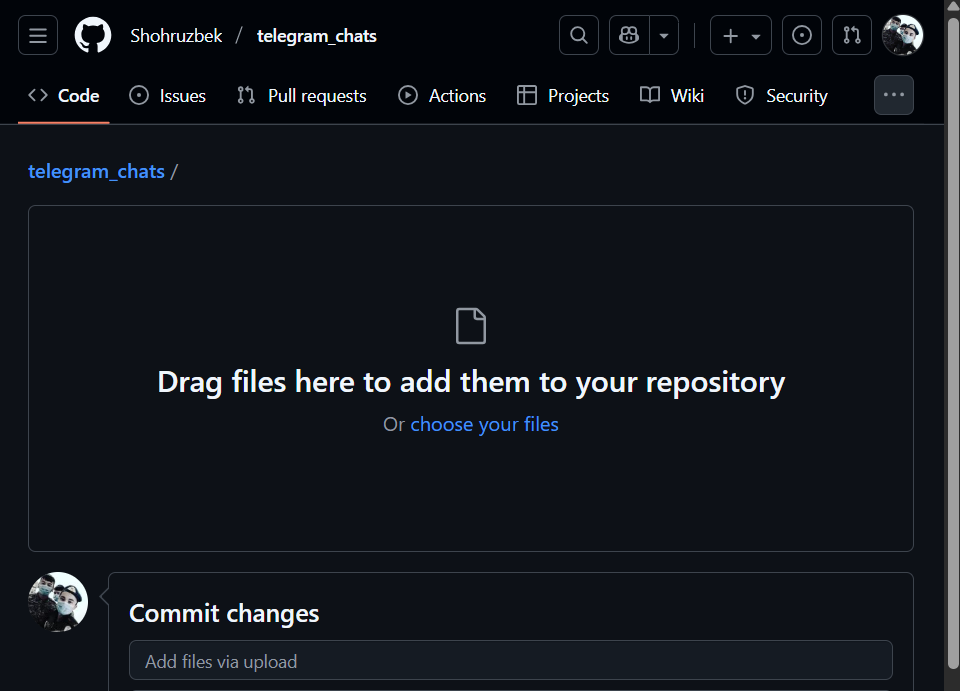 Shohruzbek / telegram_chats
Code Issues Pull requests Actions Projects Wiki Security
telegram_chats /
Drag files here to add them to your repository
Or choose your files
Commit changes
Add files via upload